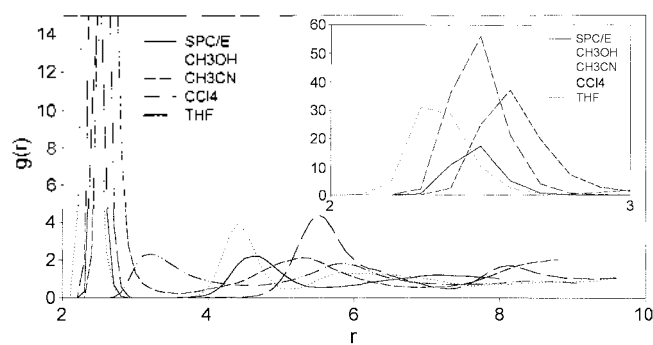 14
12
10
8
6
4
2
0
g(r)
SPC/E
CH3OH
CH3CN
CCl4
THF
2
4
6
8
10
r
60
50
40
30
20
10
0
2
3
SPC/E
CH3OH
CH3CN
CCl4
THF